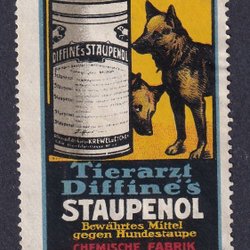 DIFFINE'S STAUPENOL
Tierarzt
Diffine's
STAUPENOL
Bewährtes Mittel
gegen Hundestaupe
CHEMISCHE FABRIK